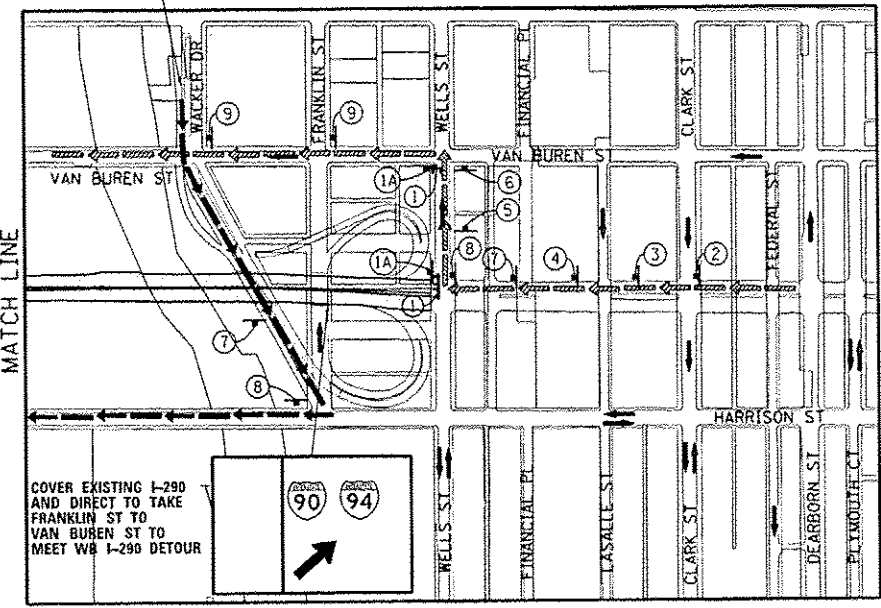 WACKER DR
FRANKLIN ST
WELLS ST
FINANCIAL PL
CLARK ST
9
9
VAN BUREN ST
VAN BUREN ST
1A
1
6
5
FEDERAL ST
MATCH LINE
1A
8
7
4
3
2
1
7
8
HARRISON ST
COVER EXISTING I-290
AND DIRECT TO TAKE
FRANKLIN ST TO
VAN BUREN ST TO
MEET WB I-290 DETOUR
90
94
WELLS ST
FINANCIAL PL
LASALLE ST
CLARK ST
DEARBORN ST
PLYMOUTH CT